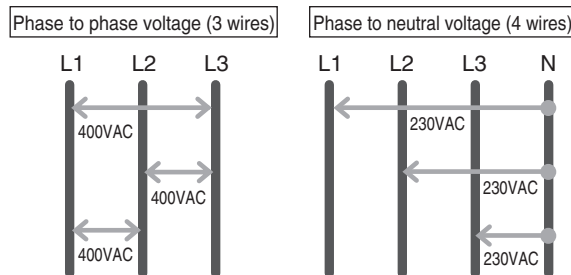 Phase to phase voltage (3 wires)
L1 L2 L3
400VAC
400VAC
400VAC
Phase to neutral voltage (4 wires)
L1 L2 L3 N
230VAC
230VAC
230VAC